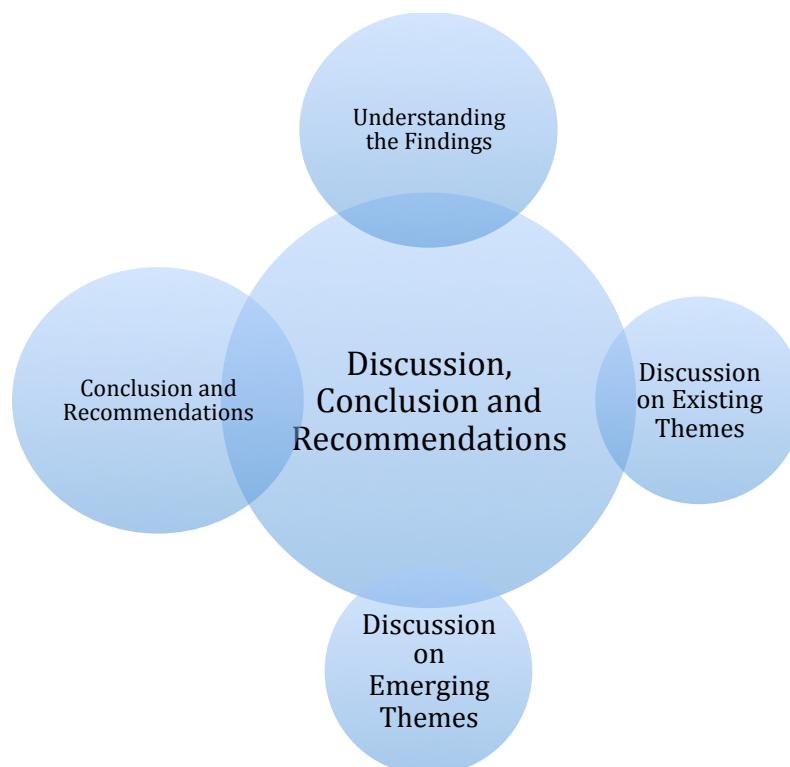 Understanding
the Findings
Discussion,
Conclusion and
Recommendations
Discussion
on Existing
Themes
Discussion
on
Emerging
Themes
Conclusion and
Recommendations